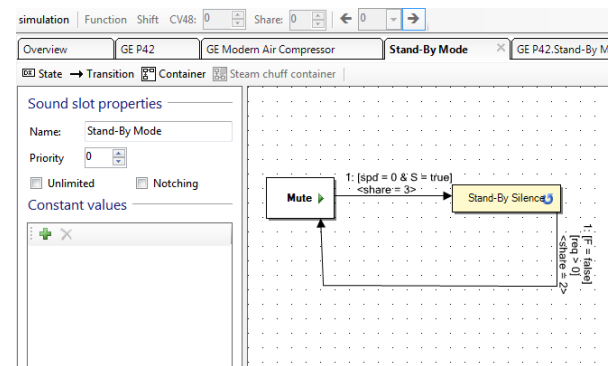 simulation Function Shift CV48: 0 Share: 0 0
Overview GE P42 GE Modern Air Compressor Stand-By Mode GE P42.Stand-By M
State Transition Container Steam chuff container
Sound slot properties
Name: Stand-By Mode
Priority 0
Unlimited Notching
Constant values
1: [spd = 0 & S = true]
<share = 3>
Mute
Stand-By Silence
1: [F = false]
[req > 0]
<share = 2>